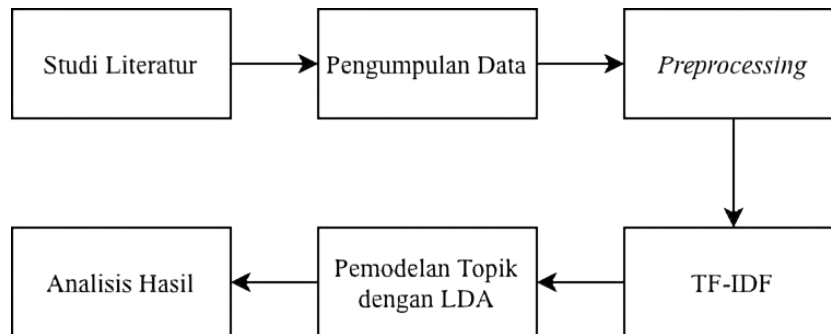 Studi Literatur
Pengumpulan Data
Preprocessing
TF-IDF
Pemodelan Topik
dengan LDA
Analisis Hasil